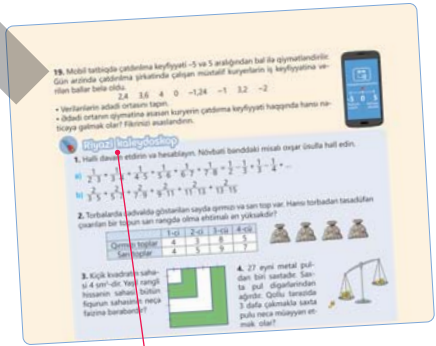 19. Mobil tətbiqdə çatdırılma keyfiyyəti –5 və 5 aralığından bal ilə qiymətləndirilir.
Gün ərzində çatdırılma şirkətində çalışan müxtəlif kuryerlərin iş keyfiyyətinə ve-
rilən ballar belə oldu.
2,4 3,6 4 0 –1,24 –1 3,2 –2
• Verilənlərin ədədi ortasını tapın.
• Ədədi ortanın qiymətinə əsasən kuryerin çatdırma keyfiyyəti haqqında hansı nə-
ticəyə gəlmək olar? Fikrinizi əsaslandırın.
–5 0 5
Riyazi kaleydoskop
1. Həlli davam etdirin və hesablayın. Növbəti bənddəki misalı oxşar üsulla həll edin.
a)
b)
2. Torbalarda cədvəldə göstərilən sayda qırmızı və sarı top var. Hansı torbadan təsadüfən
çıxarılan bir topun sarı rəngdə olma ehtimalı ən yüksəkdir?
1-ci 2-ci 3-cü 4-cü
Qırmızı toplar 4 3 8 5
Sarı toplar 4 5 9 7
3. Kiçik kvadratın sahə-
si 4 sm²-dir. Yaşıl rəngli
hissənin sahəsi bütün
fiqurun sahəsinin neçə
faizinə bərabərdir?
4. 27 eyni metal pul-
dan biri saxtadır. Sax-
ta pul digərlərindən
ağırdır. Qollu tərəzidə
3 dəfə çəkməklə saxta
pulu necə müəyyən et-
mək olar?